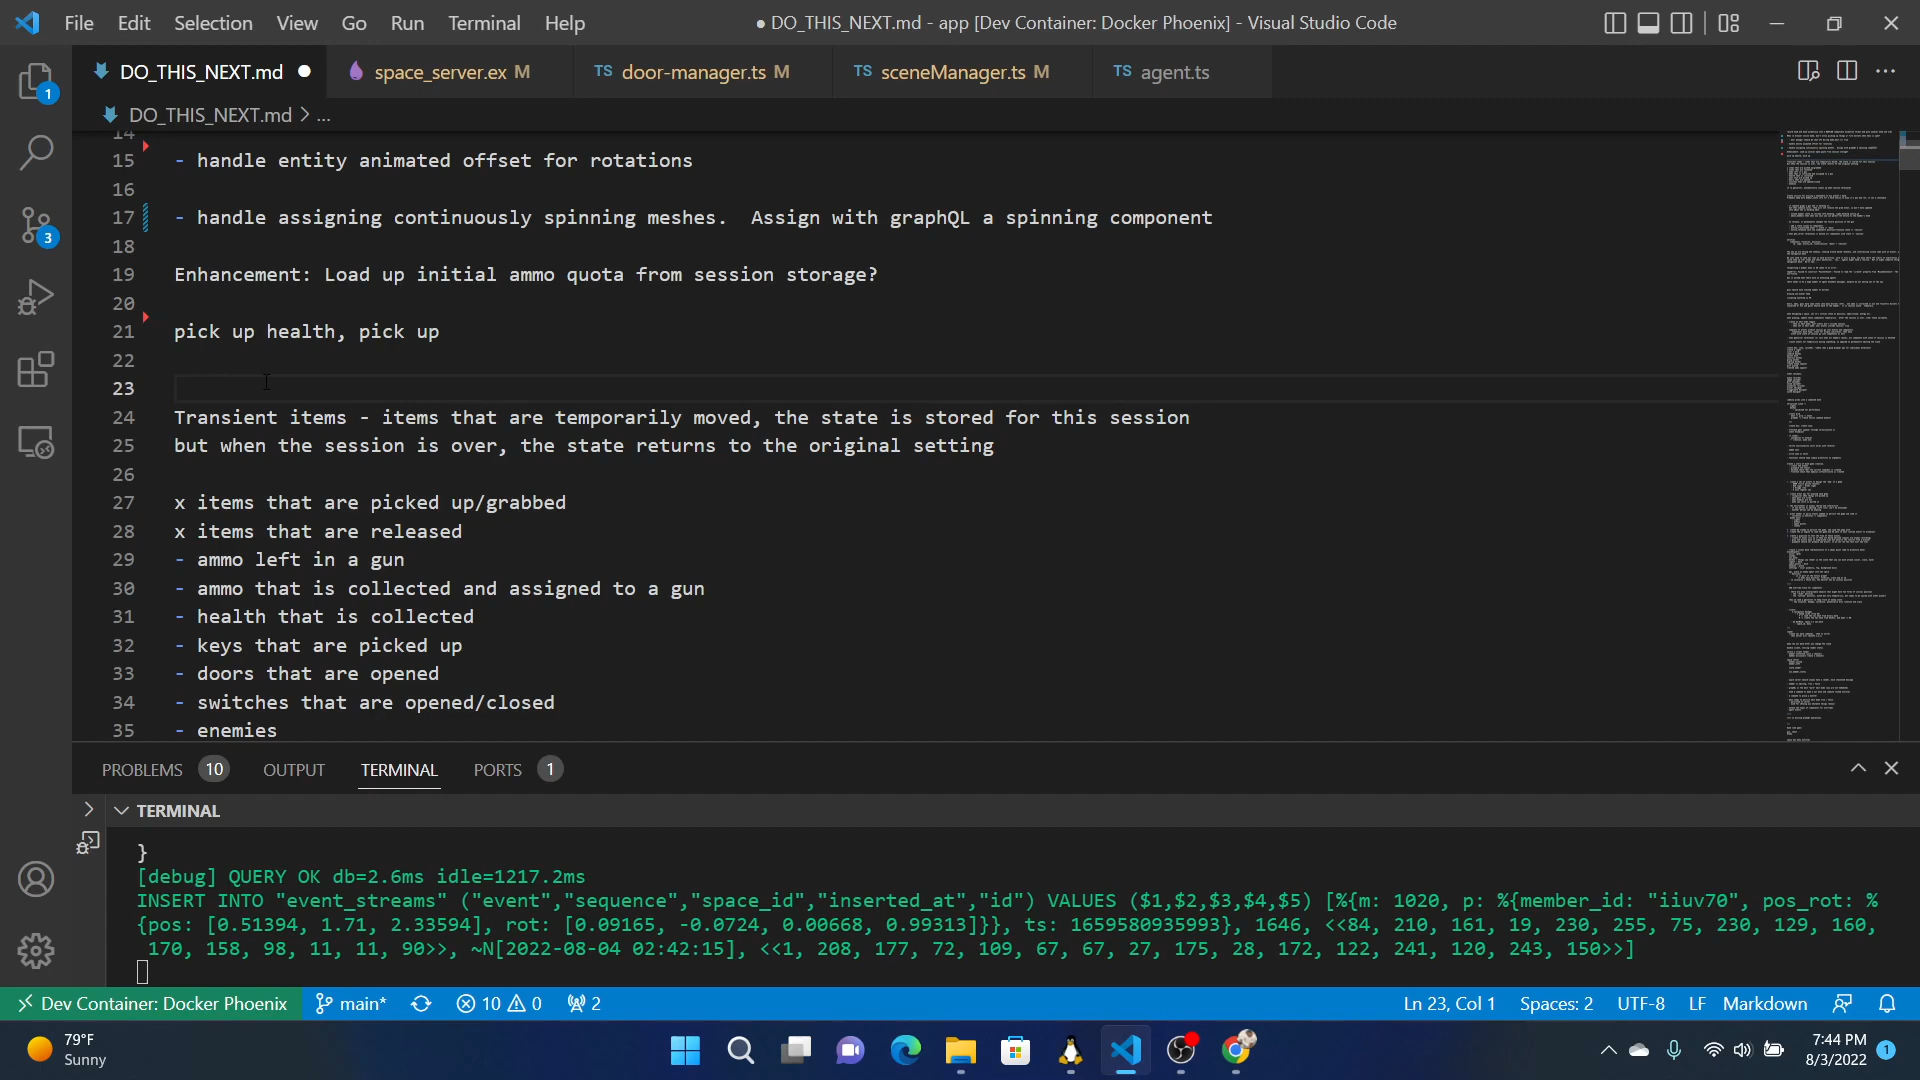 File Edit Selection View Go Run Terminal Help
● DO_THIS_NEXT.md - app [Dev Container: Docker Phoenix] - Visual Studio Code
DO_THIS_NEXT.md ●
space_server.ex M
TS door-manager.ts M
TS sceneManager.ts M
TS agent.ts
DO_THIS_NEXT.md > ...
14
15 - handle entity animated offset for rotations
16
17 - handle assigning continuously spinning meshes.  Assign with graphQL a spinning component
18
19 Enhancement: Load up initial ammo quota from session storage?
20
21 pick up health, pick up
22
23
24 Transient items - items that are temporarily moved, the state is stored for this session
25 but when the session is over, the state returns to the original setting
26
27 x items that are picked up/grabbed
28 x items that are released
29 - ammo left in a gun
30 - ammo that is collected and assigned to a gun
31 - health that is collected
32 - keys that are picked up
33 - doors that are opened
34 - switches that are opened/closed
35 - enemies
1
3
PROBLEMS 10 OUTPUT TERMINAL PORTS 1
TERMINAL
}
[debug] QUERY OK db=2.6ms idle=1217.2ms
INSERT INTO "event_streams" ("event","sequence","space_id","inserted_at","id") VALUES ($1,$2,$3,$4,$5) [%{m: 1020, p: %{member_id: "iiuv70", pos_rot: %
{pos: [0.51394, 1.71, 2.33594], rot: [0.09165, -0.0724, 0.00668, 0.99313]}}, ts: 1659580935993}, 1646, <<84, 210, 161, 19, 230, 255, 75, 230, 129, 160,
170, 158, 98, 11, 11, 90>>, ~N[2022-08-04 02:42:15], <<1, 208, 177, 72, 109, 67, 67, 27, 175, 28, 172, 122, 241, 120, 243, 150>>]
Dev Container: Docker Phoenix main* 10 0 2 Ln 23, Col 1 Spaces: 2 UTF-8 LF Markdown
79°F
Sunny
7:44 PM
8/3/2022
1